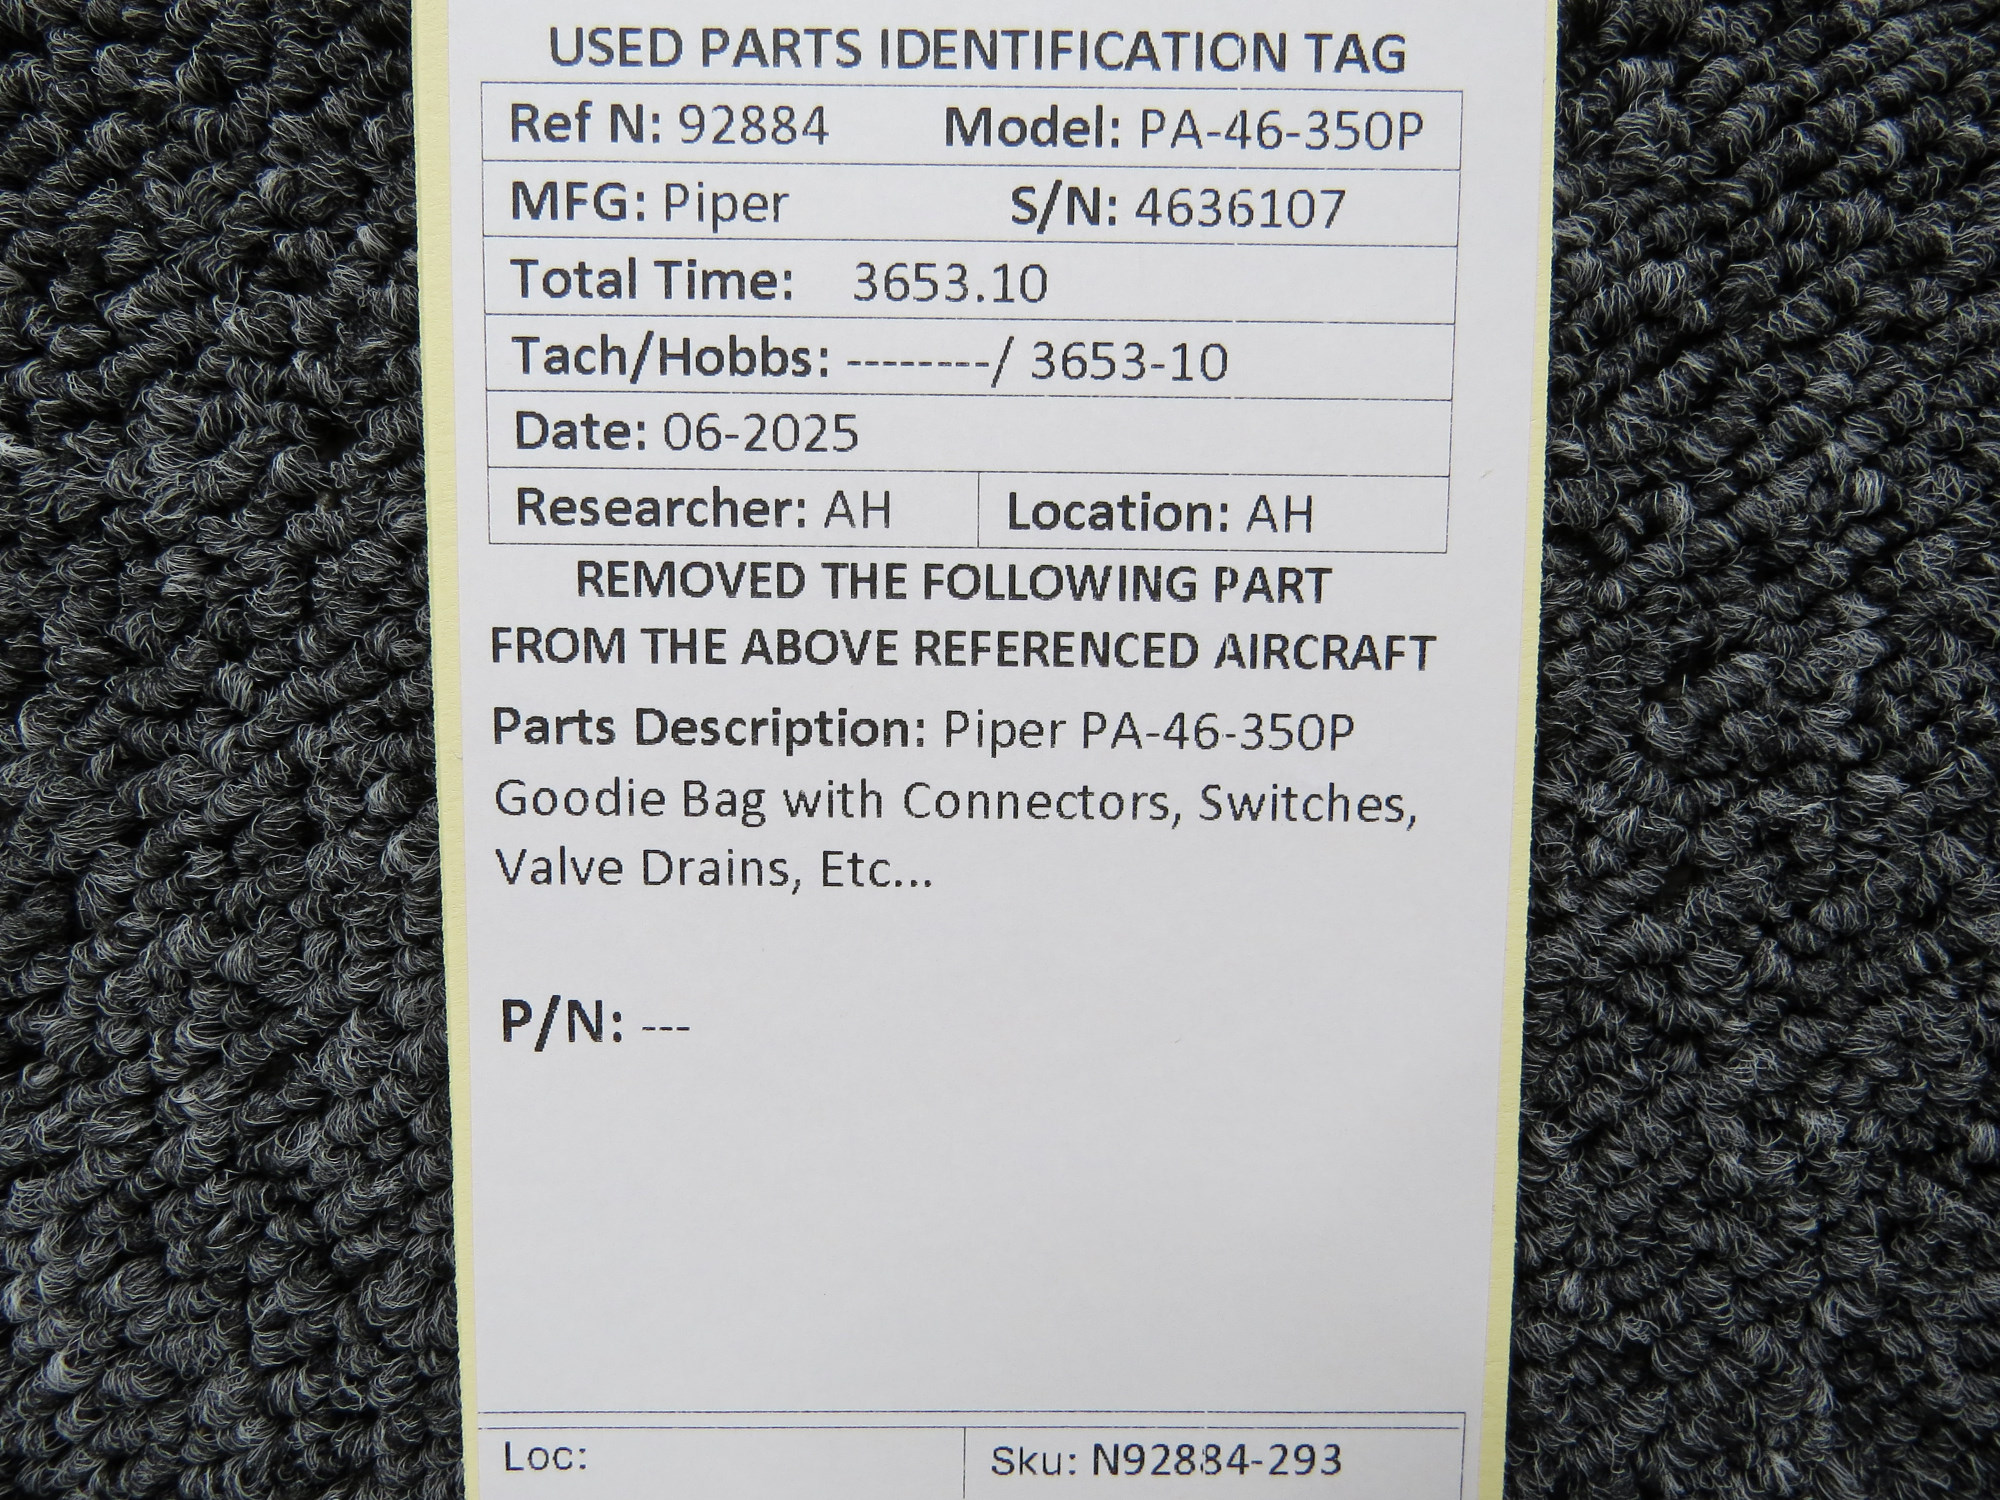 USED PARTS IDENTIFICATION TAG
Ref N: 92884 Model: PA-46-350P
MFG: Piper S/N: 4636107
Total Time: 3653.10
Tach/Hobbs: --------/ 3653-10
Date: 06-2025
Researcher: AH Location: AH
REMOVED THE FOLLOWING PART
FROM THE ABOVE REFERENCED AIRCRAFT
Parts Description: Piper PA-46-350P
Goodie Bag with Connectors, Switches,
Valve Drains, Etc...
P/N: ---
Loc: Sku: N92884-293